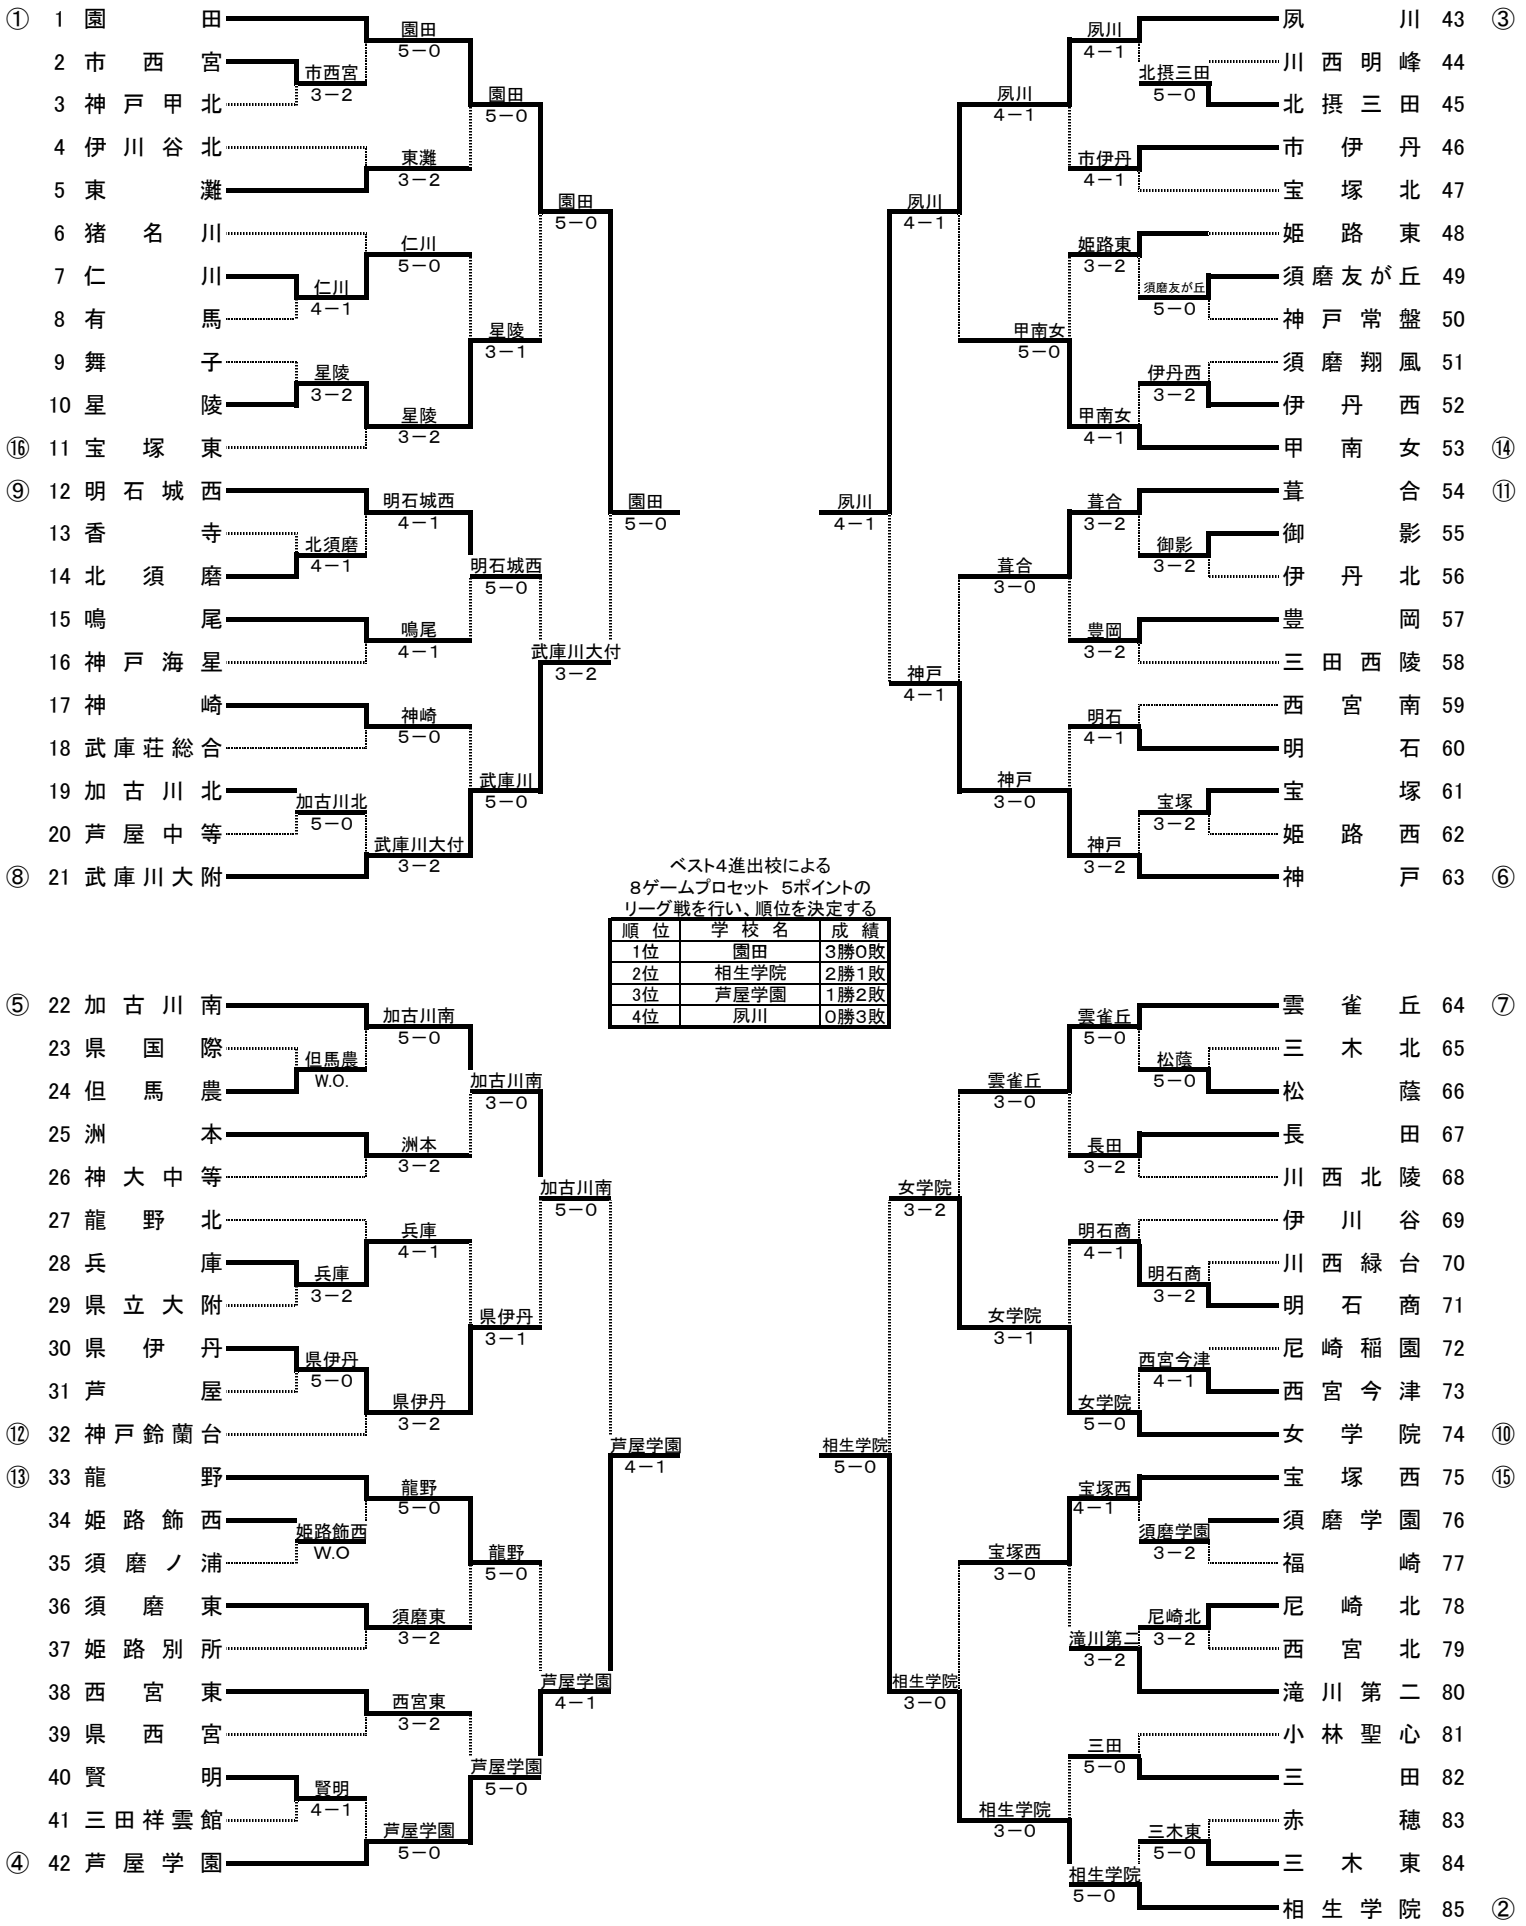 ① 1 園田
2 市西宮
3 神戸甲北
4 伊川谷北
5 東灘
6 猪名川
7 仁川
8 有馬
9 舞子
10 星陵
⑯ 11 宝塚東
⑨ 12 明石城西
13 香寺
14 北須磨
15 鳴尾
16 神戸海星
17 神崎
18 武庫荘総合
19 加古川北
20 芦屋中等
⑧ 21 武庫川大附
⑤ 22 加古川南
23 県国際
24 但馬農
25 洲本
26 神大中等
27 龍野北
28 兵庫
29 県立大附
30 県伊丹
31 芦屋
⑫ 32 神戸鈴蘭台
⑬ 33 龍野
34 姫路飾西
35 須磨ノ浦
36 須磨東
37 姫路別所
38 西宮東
39 県西宮
40 賢明
41 三田祥雲館
④ 42 芦屋学園
市西宮
3-2
仁川
4-1
星陵
3-2
北須磨
4-1
加古川北
5-0
但馬農
W.O.
兵庫
3-2
県伊丹
5-0
姫路飾西
W.O
賢明
4-1
園田
5-0
東灘
3-2
仁川
5-0
星陵
3-2
明石城西
4-1
鳴尾
4-1
神崎
5-0
武庫川大付
3-2
加古川南
5-0
洲本
3-2
兵庫
4-1
県伊丹
3-2
龍野
5-0
須磨東
3-2
西宮東
3-2
芦屋学園
5-0
園田
5-0
星陵
3-1
明石城西
5-0
武庫川
5-0
加古川南
3-0
県伊丹
3-1
龍野
5-0
芦屋学園
5-0
園田
5-0
武庫川大付
3-2
加古川南
5-0
芦屋学園
4-1
園田
5-0
芦屋学園
4-1
ベスト4進出校による
8ゲームプロセット 5ポイントの
リーグ戦を行い、順位を決定する
順位 学校名 成績
1位 園田 3勝0敗
2位 相生学院 2勝1敗
3位 芦屋学園 1勝2敗
4位 夙川 0勝3敗
夙川
4-1
相生学院
5-0
夙川
4-1
神戸
4-1
女学院
3-2
相生学院
3-0
夙川
4-1
甲南女
5-0
葺合
3-0
神戸
3-0
雲雀丘
3-0
女学院
3-1
宝塚西
3-0
相生学院
3-0
夙川
4-1
市伊丹
4-1
姫路東
3-2
甲南女
4-1
葺合
3-2
豊岡
3-2
明石
4-1
神戸
3-2
雲雀丘
5-0
長田
3-2
明石商
4-1
女学院
5-0
宝塚西
4-1
滝川第二
3-2
三田
5-0
相生学院
5-0
北摂三田
5-0
須磨友が丘
5-0
伊丹西
3-2
御影
3-2
宝塚
3-2
松蔭
5-0
明石商
3-2
西宮今津
4-1
須磨学園
3-2
尼崎北
3-2
三木東
5-0
夙川 43 ③
川西明峰 44
北摂三田 45
市伊丹 46
宝塚北 47
姫路東 48
須磨友が丘 49
神戸常盤 50
須磨翔風 51
伊丹西 52
甲南女 53 ⑭
葺合 54 ⑪
御影 55
伊丹北 56
豊岡 57
三田西陵 58
西宮南 59
明石 60
宝塚 61
姫路西 62
神戸 63 ⑥
雲雀丘 64 ⑦
三木北 65
松蔭 66
長田 67
川西北陵 68
伊川谷 69
川西緑台 70
明石商 71
尼崎稲園 72
西宮今津 73
女学院 74 ⑩
宝塚西 75 ⑮
須磨学園 76
福崎 77
尼崎北 78
西宮北 79
滝川第二 80
小林聖心 81
三田 82
赤穂 83
三木東 84
相生学院 85 ②